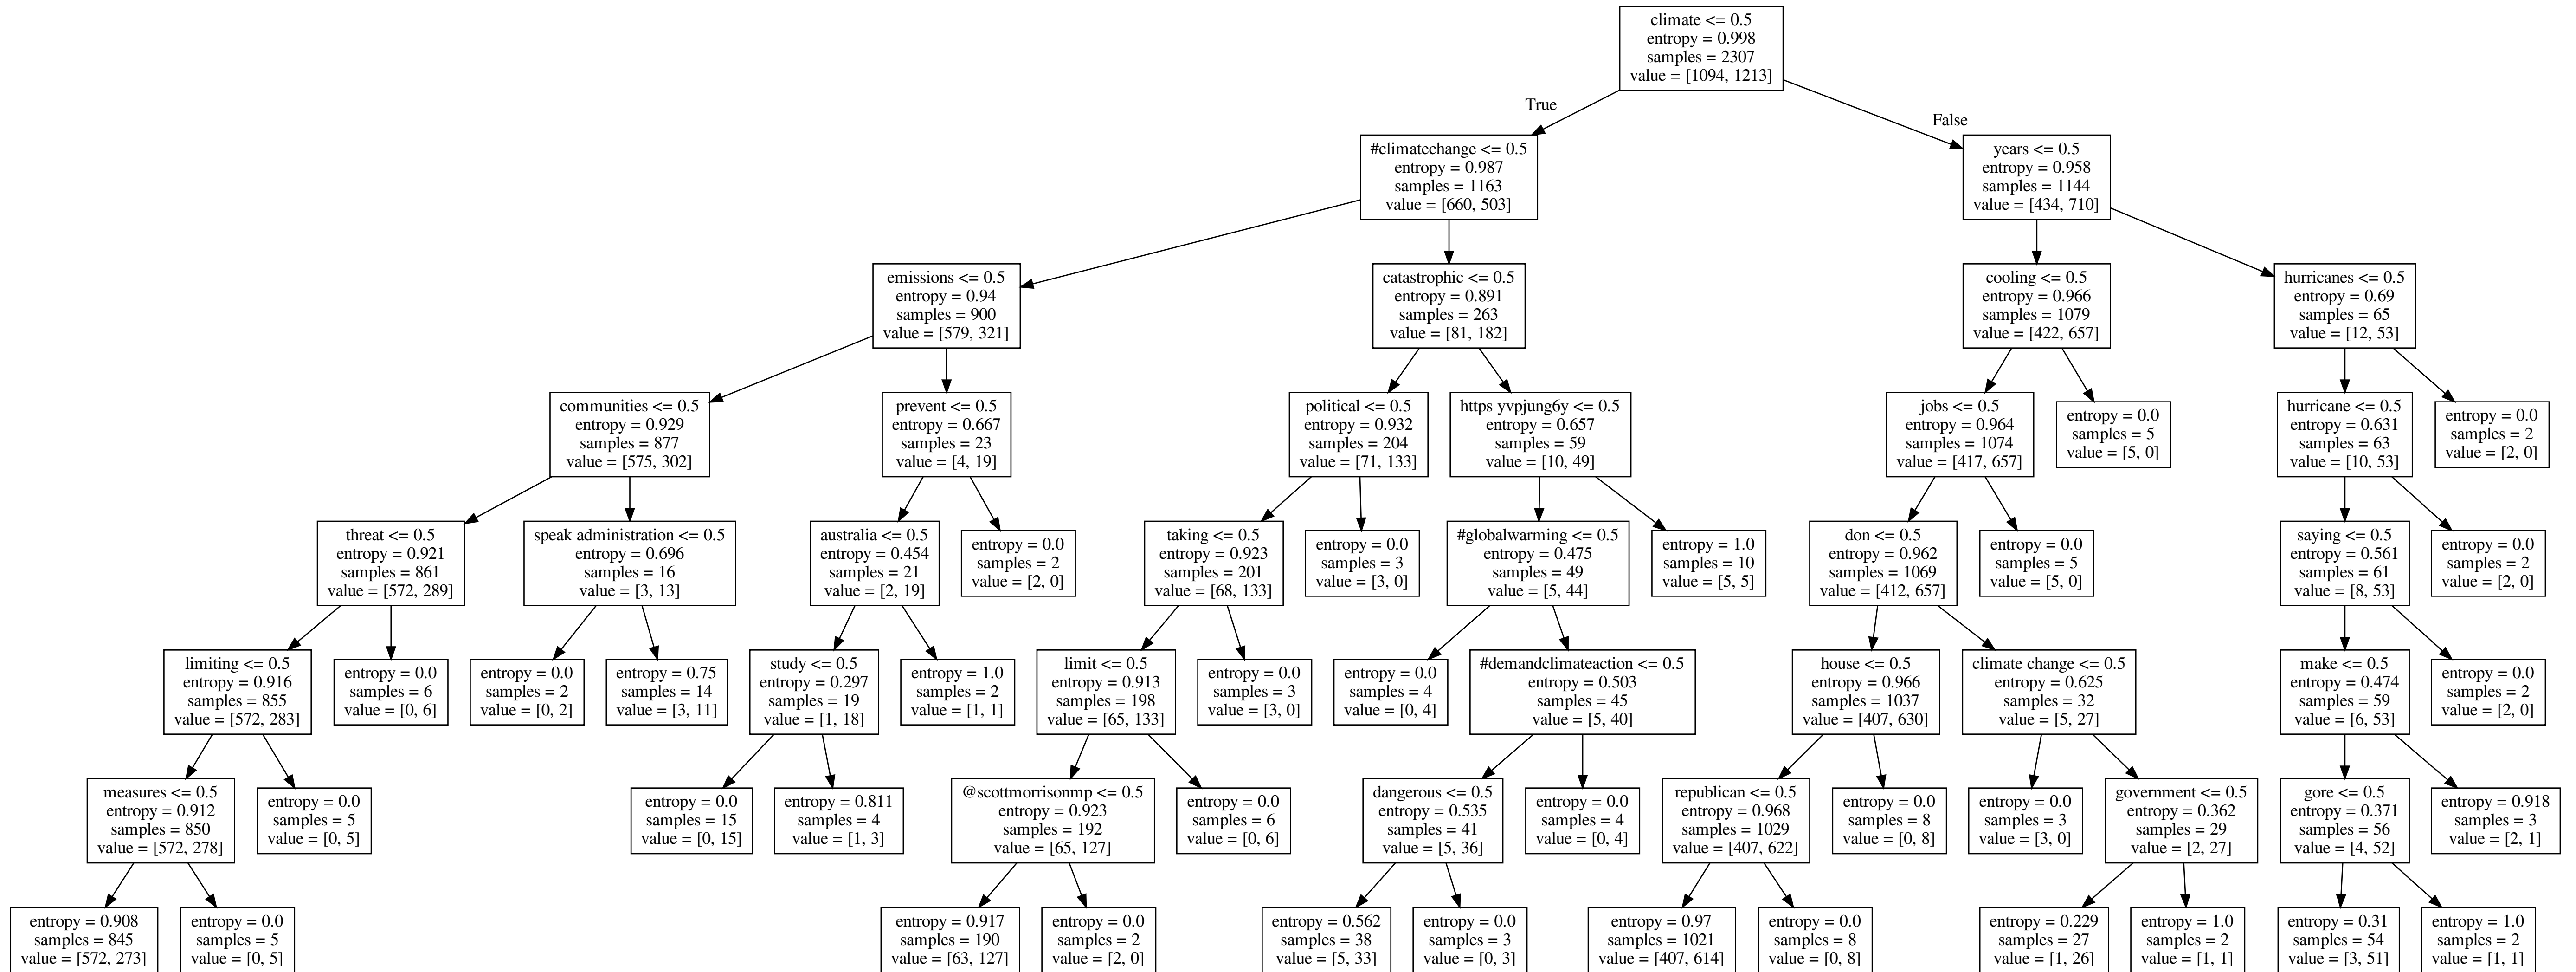 climate <= 0.5
entropy = 0.998
samples = 2307
value = [1094, 1213]
True
False
#climatechange <= 0.5
entropy = 0.987
samples = 1163
value = [660, 503]
years <= 0.5
entropy = 0.958
samples = 1144
value = [434, 710]
emissions <= 0.5
entropy = 0.94
samples = 900
value = [579, 321]
catastrophic <= 0.5
entropy = 0.891
samples = 263
value = [81, 182]
cooling <= 0.5
entropy = 0.966
samples = 1079
value = [422, 657]
hurricanes <= 0.5
entropy = 0.69
samples = 65
value = [12, 53]
communities <= 0.5
entropy = 0.929
samples = 877
value = [575, 302]
prevent <= 0.5
entropy = 0.667
samples = 23
value = [4, 19]
political <= 0.5
entropy = 0.932
samples = 204
value = [71, 133]
https yvpjung6y <= 0.5
entropy = 0.657
samples = 59
value = [10, 49]
jobs <= 0.5
entropy = 0.964
samples = 1074
value = [417, 657]
entropy = 0.0
samples = 5
value = [5, 0]
hurricane <= 0.5
entropy = 0.631
samples = 63
value = [10, 53]
entropy = 0.0
samples = 2
value = [2, 0]
threat <= 0.5
entropy = 0.921
samples = 861
value = [572, 289]
speak administration <= 0.5
entropy = 0.696
samples = 16
value = [3, 13]
australia <= 0.5
entropy = 0.454
samples = 21
value = [2, 19]
entropy = 0.0
samples = 2
value = [2, 0]
taking <= 0.5
entropy = 0.923
samples = 201
value = [68, 133]
entropy = 0.0
samples = 3
value = [3, 0]
#globalwarming <= 0.5
entropy = 0.475
samples = 49
value = [5, 44]
entropy = 1.0
samples = 10
value = [5, 5]
don <= 0.5
entropy = 0.962
samples = 1069
value = [412, 657]
entropy = 0.0
samples = 5
value = [5, 0]
saying <= 0.5
entropy = 0.561
samples = 61
value = [8, 53]
entropy = 0.0
samples = 2
value = [2, 0]
limiting <= 0.5
entropy = 0.916
samples = 855
value = [572, 283]
entropy = 0.0
samples = 6
value = [0, 6]
entropy = 0.0
samples = 2
value = [0, 2]
entropy = 0.75
samples = 14
value = [3, 11]
study <= 0.5
entropy = 0.297
samples = 19
value = [1, 18]
entropy = 1.0
samples = 2
value = [1, 1]
limit <= 0.5
entropy = 0.913
samples = 198
value = [65, 133]
entropy = 0.0
samples = 3
value = [3, 0]
entropy = 0.0
samples = 4
value = [0, 4]
#demandclimateaction <= 0.5
entropy = 0.503
samples = 45
value = [5, 40]
house <= 0.5
entropy = 0.966
samples = 1037
value = [407, 630]
climate change <= 0.5
entropy = 0.625
samples = 32
value = [5, 27]
make <= 0.5
entropy = 0.474
samples = 59
value = [6, 53]
entropy = 0.0
samples = 2
value = [2, 0]
measures <= 0.5
entropy = 0.912
samples = 850
value = [572, 278]
entropy = 0.0
samples = 5
value = [0, 5]
entropy = 0.0
samples = 15
value = [0, 15]
entropy = 0.811
samples = 4
value = [1, 3]
@scottmorrisonmp <= 0.5
entropy = 0.923
samples = 192
value = [65, 127]
entropy = 0.0
samples = 6
value = [0, 6]
dangerous <= 0.5
entropy = 0.535
samples = 41
value = [5, 36]
entropy = 0.0
samples = 4
value = [0, 4]
republican <= 0.5
entropy = 0.968
samples = 1029
value = [407, 622]
entropy = 0.0
samples = 8
value = [0, 8]
entropy = 0.0
samples = 3
value = [3, 0]
government <= 0.5
entropy = 0.362
samples = 29
value = [2, 27]
gore <= 0.5
entropy = 0.371
samples = 56
value = [4, 52]
entropy = 0.918
samples = 3
value = [2, 1]
entropy = 0.908
samples = 845
value = [572, 273]
entropy = 0.0
samples = 5
value = [0, 5]
entropy = 0.917
samples = 190
value = [63, 127]
entropy = 0.0
samples = 2
value = [2, 0]
entropy = 0.562
samples = 38
value = [5, 33]
entropy = 0.0
samples = 3
value = [0, 3]
entropy = 0.97
samples = 1021
value = [407, 614]
entropy = 0.0
samples = 8
value = [0, 8]
entropy = 0.229
samples = 27
value = [1, 26]
entropy = 1.0
samples = 2
value = [1, 1]
entropy = 0.31
samples = 54
value = [3, 51]
entropy = 1.0
samples = 2
value = [1, 1]